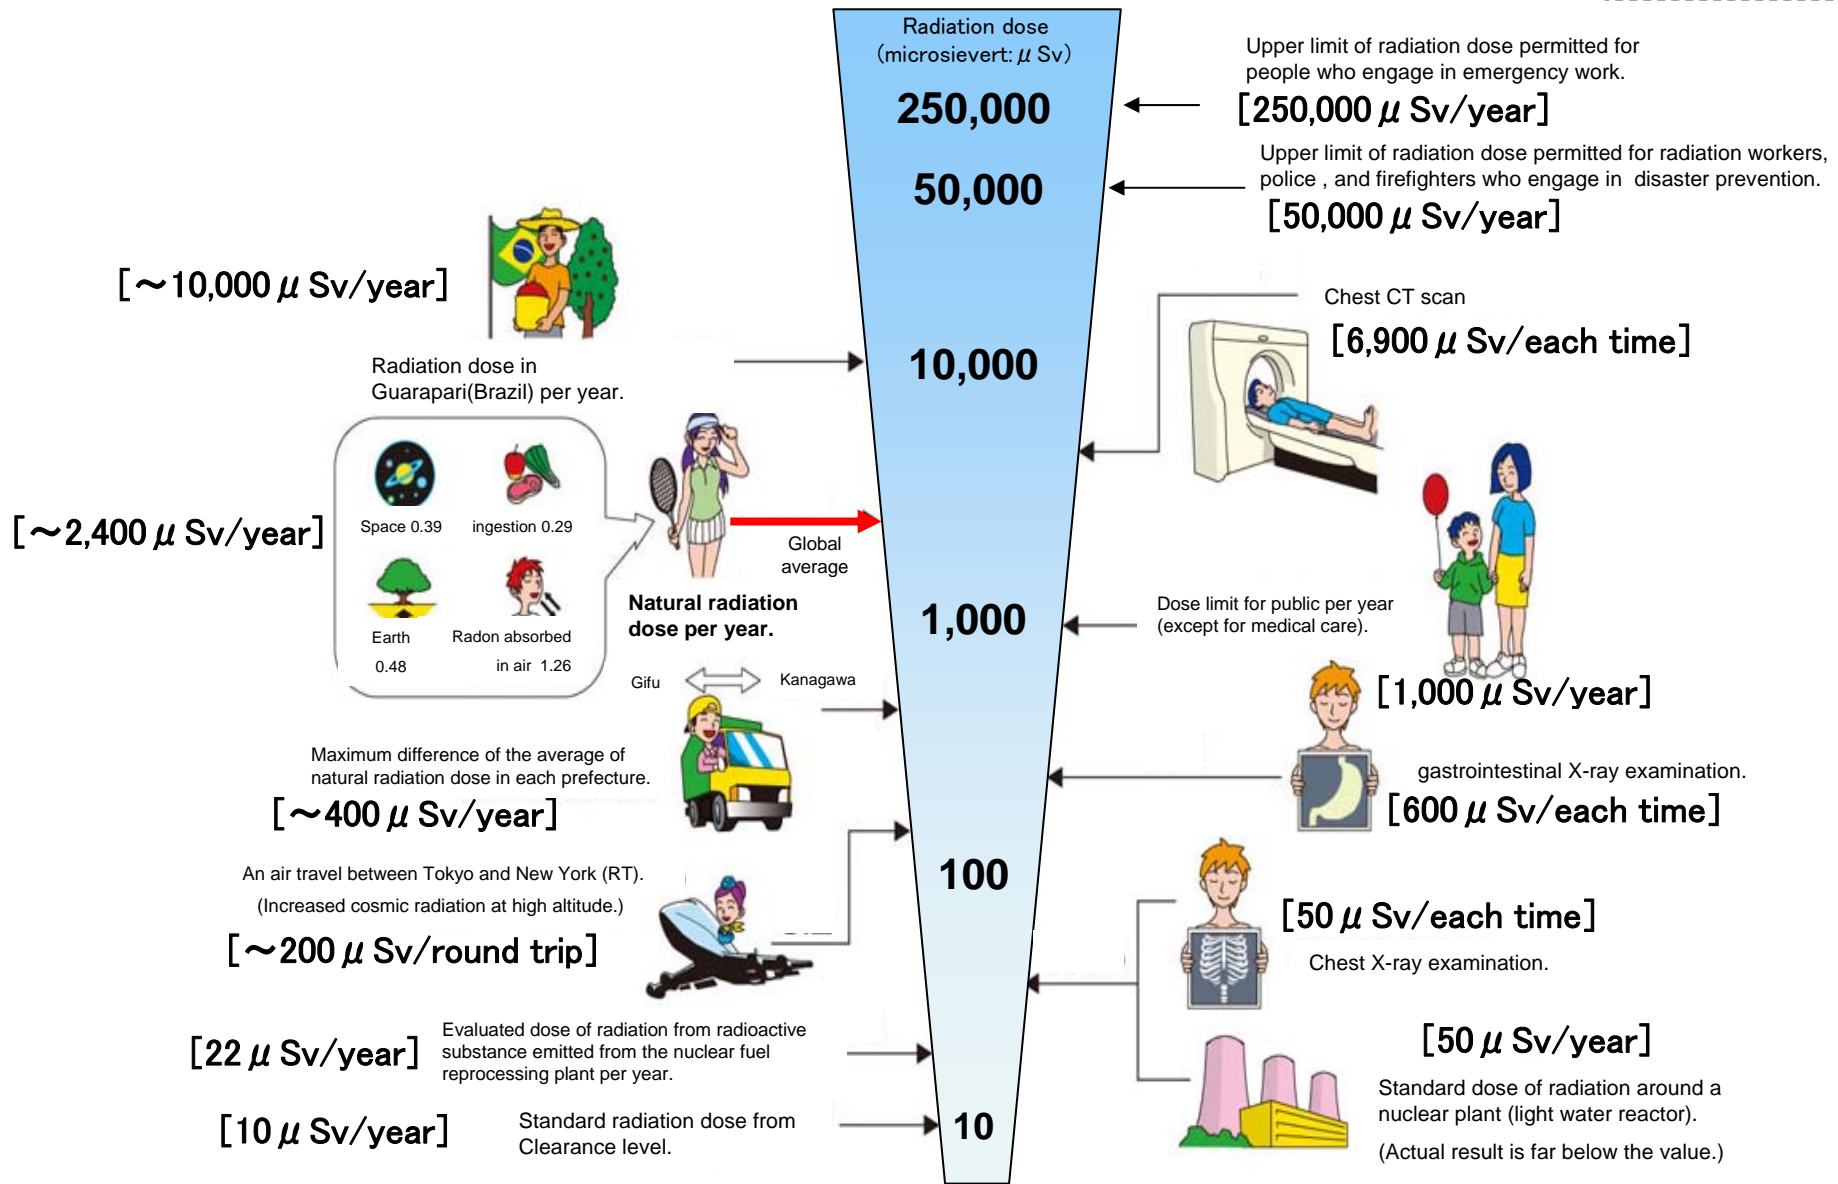 Radiation dose
(microsievert: μ Sv)
250,000
50,000
10,000
1,000
100
10
Upper limit of radiation dose permitted for
people who engage in emergency work.
[250,000 μ Sv/year]
Upper limit of radiation dose permitted for radiation workers,
police , and firefighters who engage in disaster prevention.
[50,000 μ Sv/year]
[～10,000 μ Sv/year]
Radiation dose in
Guarapari(Brazil) per year.
Chest CT scan
[6,900 μ Sv/each time]
[～2,400 μ Sv/year]
Space 0.39
ingestion 0.29
Earth
0.48
Radon absorbed
in air 1.26
Global
average
Natural radiation
dose per year.
Dose limit for public per year
(except for medical care).
[1,000 μ Sv/year]
Gifu
Kanagawa
Maximum difference of the average of
natural radiation dose in each prefecture.
[～400 μ Sv/year]
gastrointestinal X-ray examination.
[600 μ Sv/each time]
An air travel between Tokyo and New York (RT).
(Increased cosmic radiation at high altitude.)
[～200 μ Sv/round trip]
[50 μ Sv/each time]
Chest X-ray examination.
[22 μ Sv/year]
Evaluated dose of radiation from radioactive
substance emitted from the nuclear fuel
reprocessing plant per year.
[50 μ Sv/year]
Standard dose of radiation around a
nuclear plant (light water reactor).
(Actual result is far below the value.)
[10 μ Sv/year]
Standard radiation dose from
Clearance level.